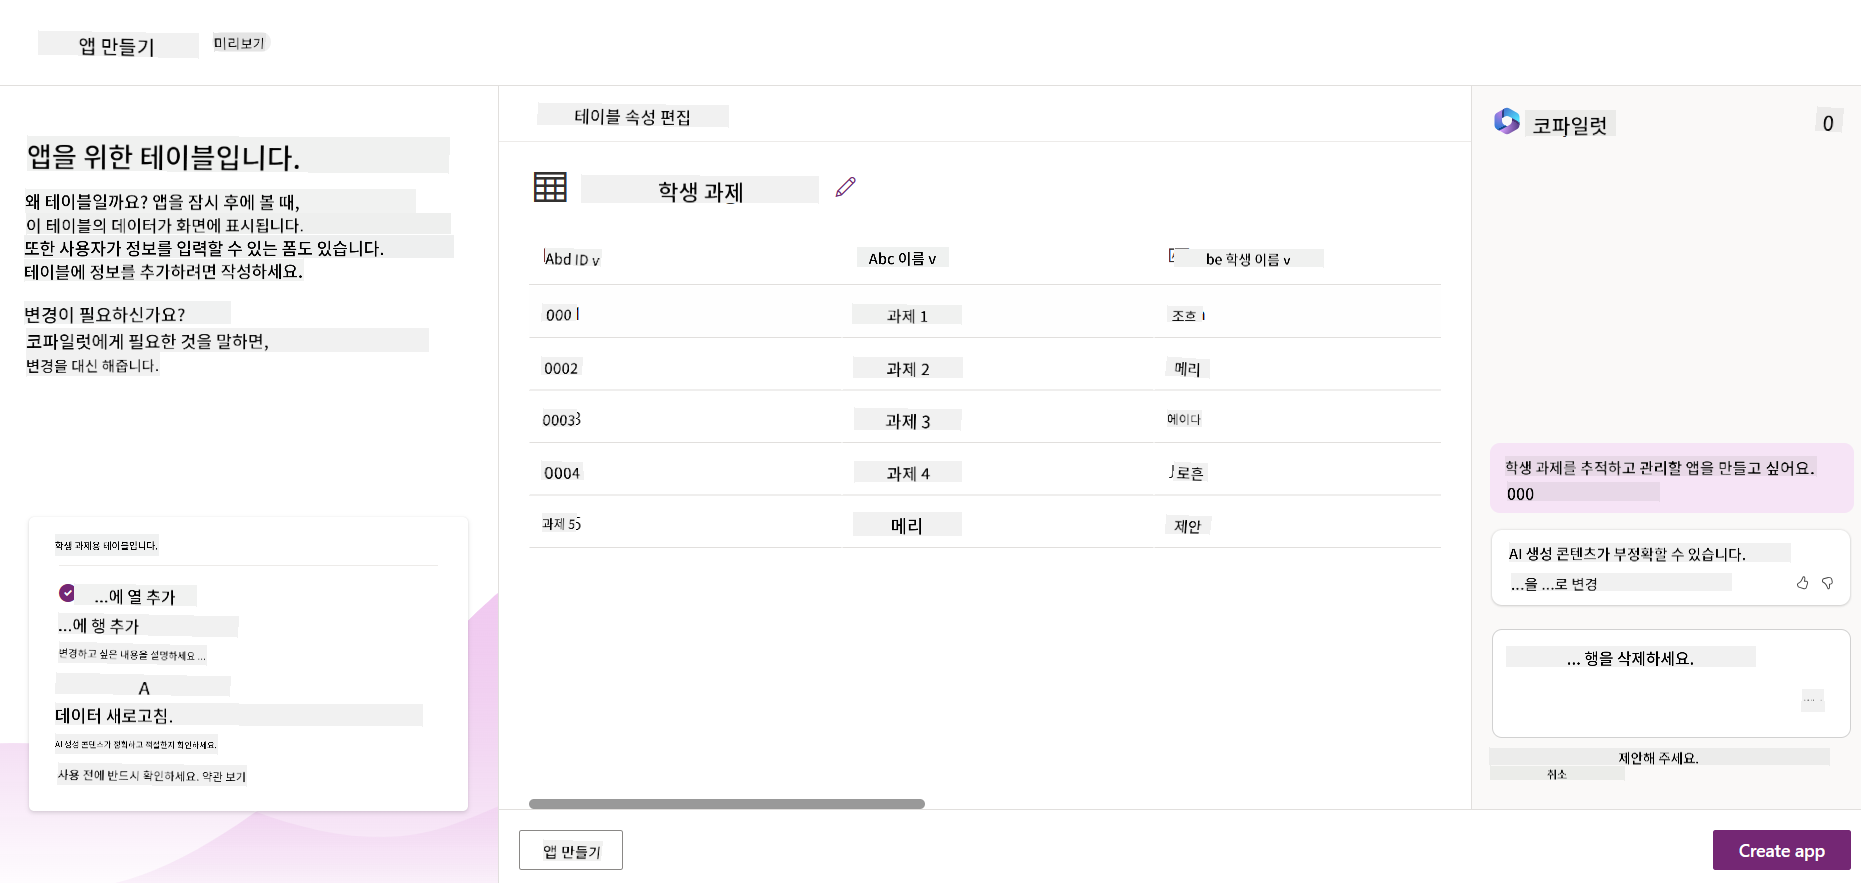 앱 만들기 미리보기
앱을 위한 테이블입니다.
왜 테이블일까요? 앱을 잠시 후에 볼 때,
이 테이블의 데이터가 화면에 표시됩니다.
또한 사용자가 정보를 입력할 수 있는 폼도 있습니다.
테이블에 정보를 추가하려면 작성하세요.
변경이 필요하신가요?
코파일럿에게 필요한 것을 말하면,
변경을 대신 해줍니다.
학생 과제용 테이블입니다.
...에 열 추가
...에 행 추가
변경하고 싶은 내용을 설명하세요 ...
A
데이터 새로고침.
AI 생성 콘텐츠가 정확하고 적절한지 확인하세요.
사용 전에 반드시 확인하세요. 약관 보기
테이블 속성 편집
학생 과제
Abd ID v Abc 이름 v be 학생 이름 v
000 과제 1 조흐
0002 과제 2 메리
0003 과제 3 에이다
0004 과제 4 로흔
과제 5 메리 제안
앱 만들기
코파일럿 0
학생 과제를 추적하고 관리할 앱을 만들고 싶어요.
000
AI 생성 콘텐츠가 부정확할 수 있습니다.
...을 ...로 변경
... 행을 삭제하세요.
제안해 주세요.
취소
Create app